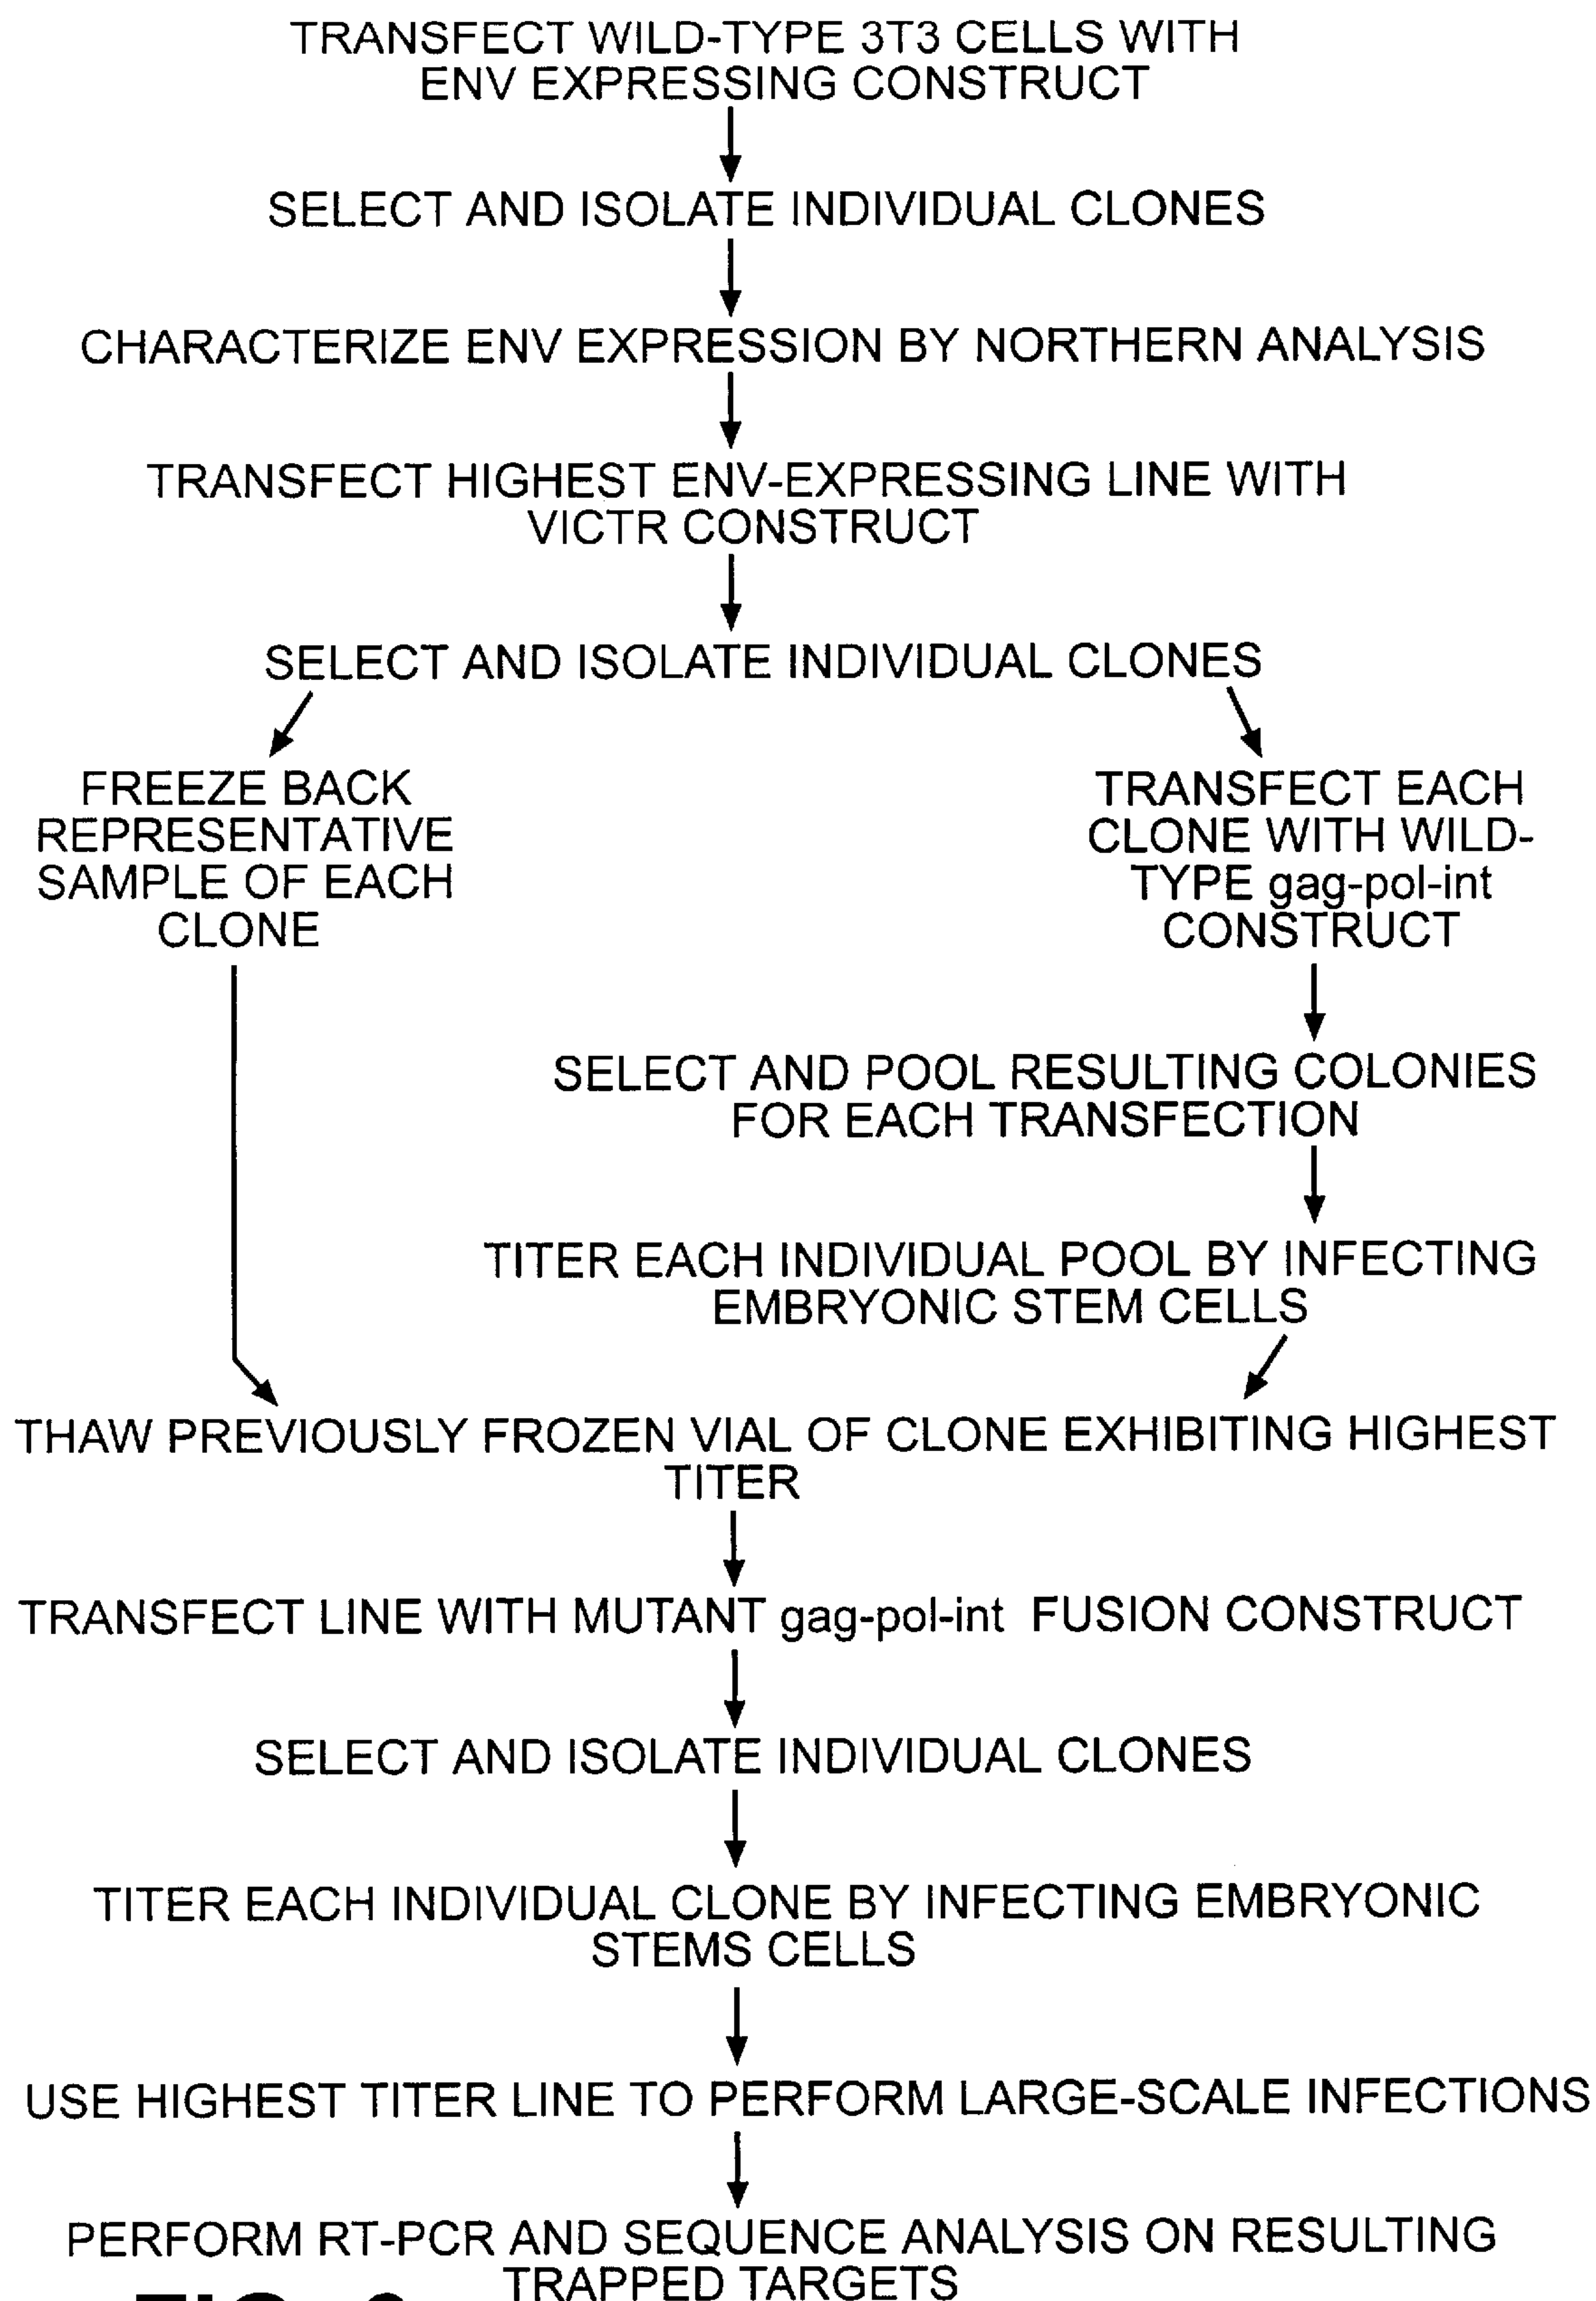 TRANSFECT WILD-TYPE 3T3 CELLS WITH
ENV EXPRESSING CONSTRUCT
SELECT AND ISOLATE INDIVIDUAL CLONES
CHARACTERIZE ENV EXPRESSION BY NORTHERN ANALYSIS
TRANSFECT HIGHEST ENV-EXPRESSING LINE WITH
VICTR CONSTRUCT
SELECT AND ISOLATE INDIVIDUAL CLONES
FREEZE BACK
REPRESENTATIVE
SAMPLE OF EACH
CLONE
TRANSFECT EACH
CLONE WITH WILD-
TYPE gag-pol-int
CONSTRUCT
SELECT AND POOL RESULTING COLONIES
FOR EACH TRANSFECTION
TITER EACH INDIVIDUAL POOL BY INFECTING
EMBRYONIC STEM CELLS
THAW PREVIOUSLY FROZEN VIAL OF CLONE EXHIBITING HIGHEST
TITER
TRANSFECT LINE WITH MUTANT gag-pol-int FUSION CONSTRUCT
SELECT AND ISOLATE INDIVIDUAL CLONES
TITER EACH INDIVIDUAL CLONE BY INFECTING EMBRYONIC
STEMS CELLS
USE HIGHEST TITER LINE TO PERFORM LARGE-SCALE INFECTIONS
PERFORM RT-PCR AND SEQUENCE ANALYSIS ON RESULTING
TRAPPED TARGETS